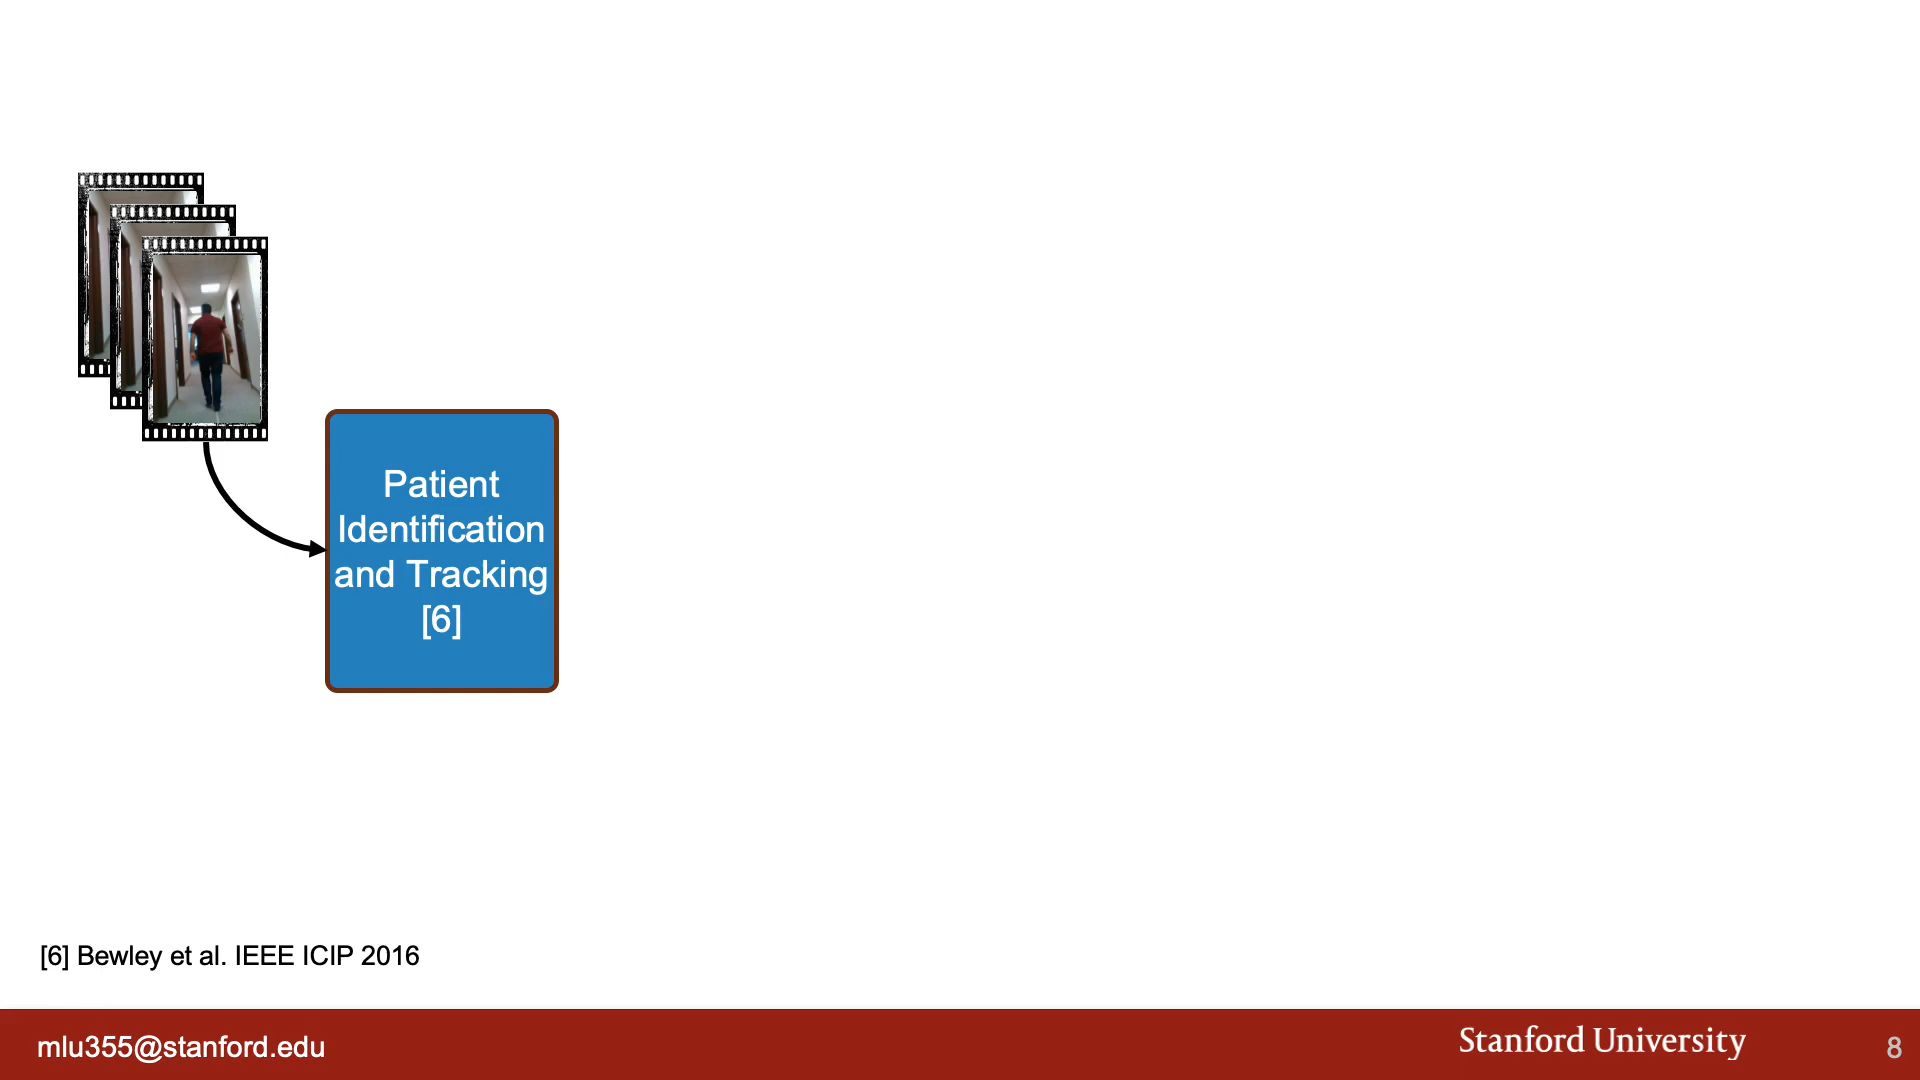 Patient
Identification
and Tracking
[6]
[6] Bewley et al. IEEE ICIP 2016
mlu355@stanford.edu
Stanford University
8